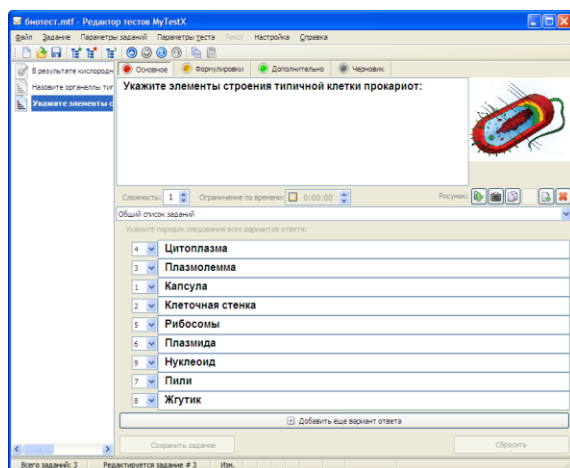 биотест.mtf - Редактор тестов MyTestX
Файл Задание Параметры заданий Параметры теста Текст Настройка Справка
В результате кислородн
Назовите органеллы тип
Укажите элементы с
Основное Формулировки Дополнительно Черновик
Укажите элементы строения типичной клетки прокариот:
Сложность: 1 Ограничение по времени: 0:00:00 Рисунок:
Общий список заданий
Укажите порядок следования всех вариантов ответа:
4 Цитоплазма
3 Плазмолемма
1 Капсула
2 Клеточная стенка
5 Рибосомы
6 Плазмида
9 Нуклеоид
7 Пили
8 Жгутик
Добавить еще вариант ответа
Сохранить задание Сбросить
Всего заданий: 3 Редактируется задание # 3 Изм.